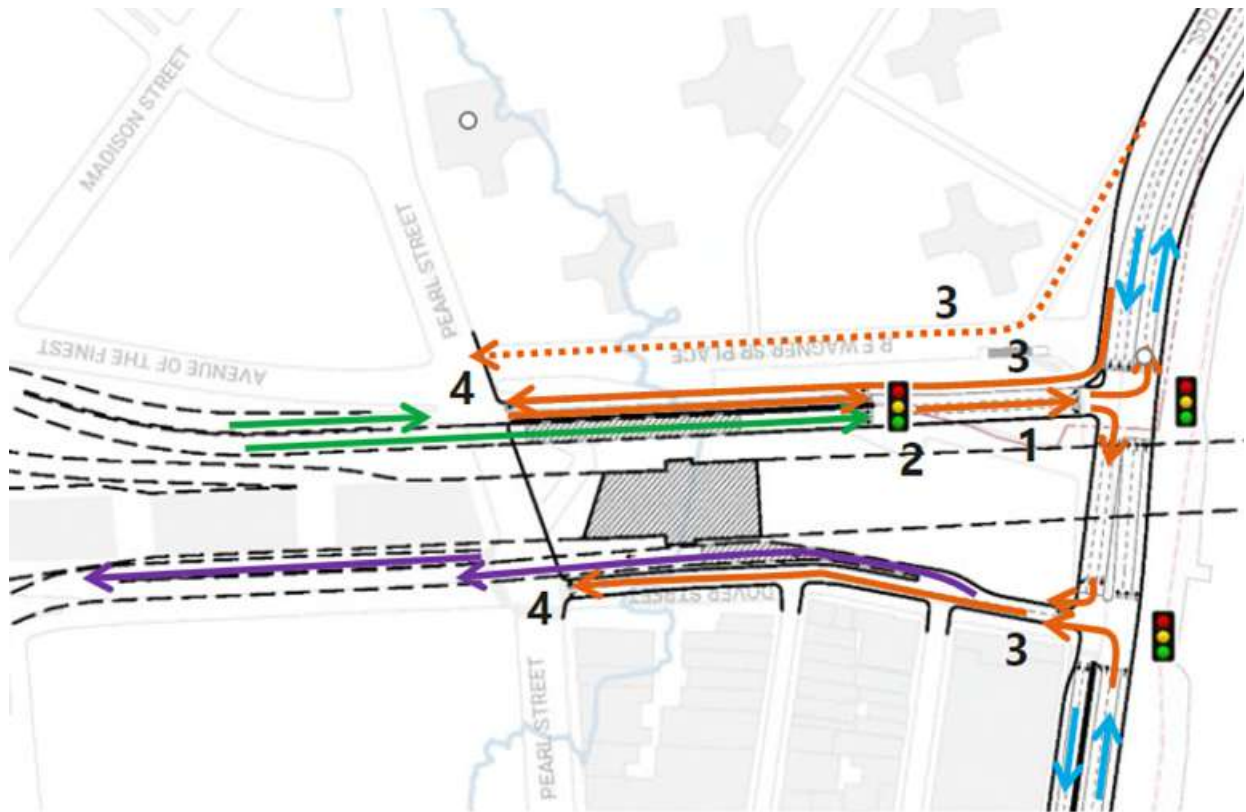 MADISON STREET
PEARL STREET
3
R E WAGNER SR PLACE
3
AVENUE OF THE FINEST
4
2
1
DOVER STREET
4
3
PEARL STREET